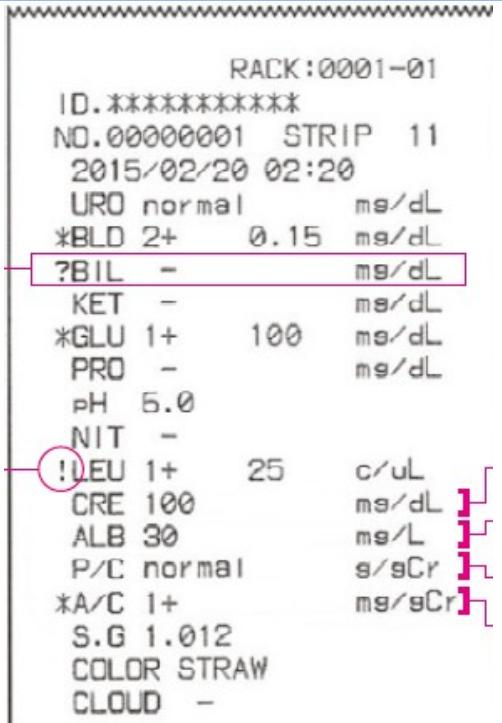 RACK:0001-01
ID.***********
NO.00000001 STRIP 11
2015/02/20 02:20
URO normal mg/dL
*BLD 2+ 0.15 mg/dL
?BIL - mg/dL
KET - mg/dL
*GLU 1+ 100 mg/dL
PRO - mg/dL
pH 5.0
NIT -
!LEU 1+ 25 c/uL
CRE 100 mg/dL
ALB 30 mg/L
P/C normal g/gCr
*A/C 1+ mg/gCr
S.G 1.012
COLOR STRAW
CLOUD -